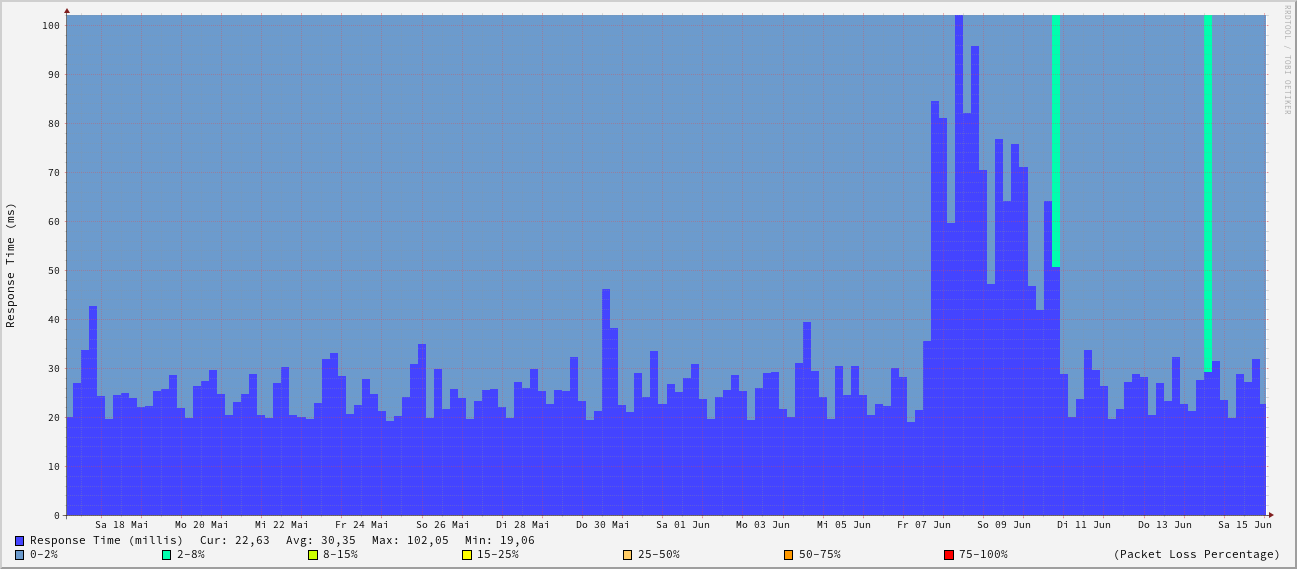 RRDTOOL / TOBI OETIKER
Response Time (ms)
100
90
80
70
60
50
40
30
20
10
0
Sa 18 Mai Mo 20 Mai Mi 22 Mai Fr 24 Mai So 26 Mai Di 28 Mai Do 30 Mai Sa 01 Jun Mo 03 Jun Mi 05 Jun Fr 07 Jun So 09 Jun Di 11 Jun Do 13 Jun Sa 15 Jun
Response Time (millis) Cur: 22,63 Avg: 30,35 Max: 102,05 Min: 19,06
0-2% 2-8% 8-15% 15-25% 25-50% 50-75% 75-100% (Packet Loss Percentage)